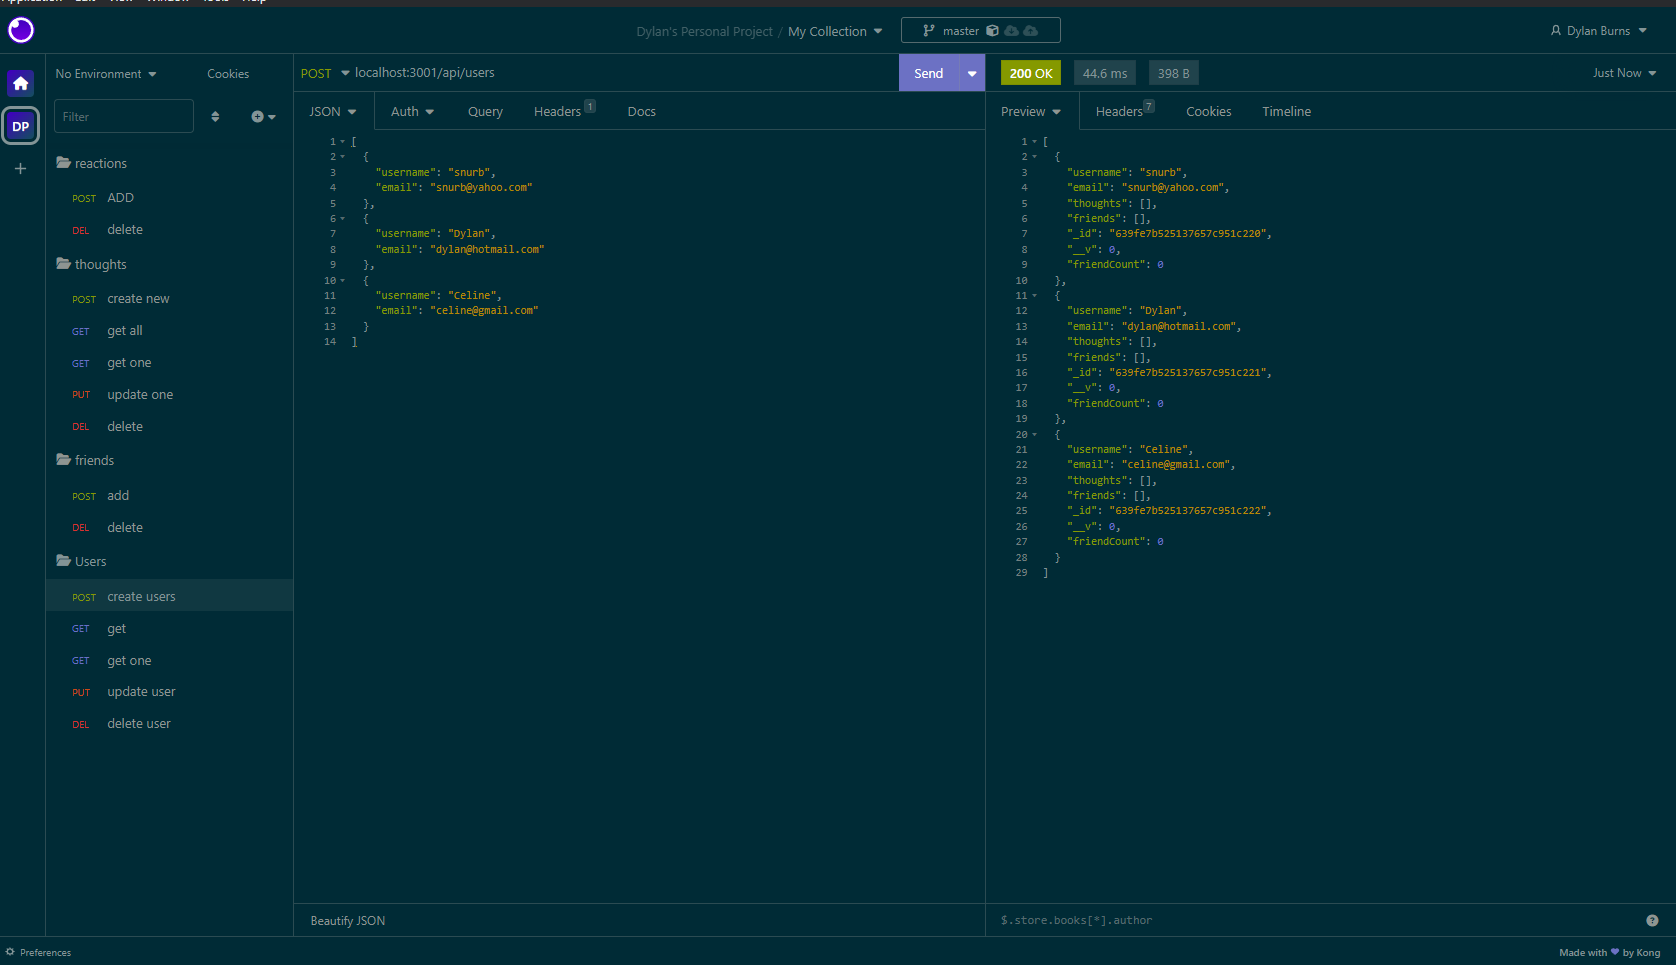 Application Edit View Window Tools Help
Dylan's Personal Project / My Collection
master
Dylan Burns
No Environment
Cookies
POST localhost:3001/api/users
Send
200 OK
44.6 ms
398 B
Just Now
DP
Filter
JSON
Auth
Query
Headers 1
Docs
Preview
Headers 7
Cookies
Timeline
reactions
POST ADD
DEL delete
thoughts
POST create new
GET get all
GET get one
PUT update one
DEL delete
friends
POST add
DEL delete
Users
POST create users
GET get
GET get one
PUT update user
DEL delete user
1 [
2 {
3 "username": "snurb",
4 "email": "snurb@yahoo.com"
5 },
6 {
7 "username": "Dylan",
8 "email": "dylan@hotmail.com"
9 },
10 {
11 "username": "Celine",
12 "email": "celine@gmail.com"
13 }
14 ]
1 [
2 {
3 "username": "snurb",
4 "email": "snurb@yahoo.com",
5 "thoughts": [],
6 "friends": [],
7 "_id": "639fe7b525137657c951c220",
8 "__v": 0,
9 "friendCount": 0
10 },
11 {
12 "username": "Dylan",
13 "email": "dylan@hotmail.com",
14 "thoughts": [],
15 "friends": [],
16 "_id": "639fe7b525137657c951c221",
17 "__v": 0,
18 "friendCount": 0
19 },
20 {
21 "username": "Celine",
22 "email": "celine@gmail.com",
23 "thoughts": [],
24 "friends": [],
25 "_id": "639fe7b525137657c951c222",
26 "__v": 0,
27 "friendCount": 0
28 }
29 ]
Beautify JSON
$.store.books[*].author
Preferences
Made with ❤ by Kong